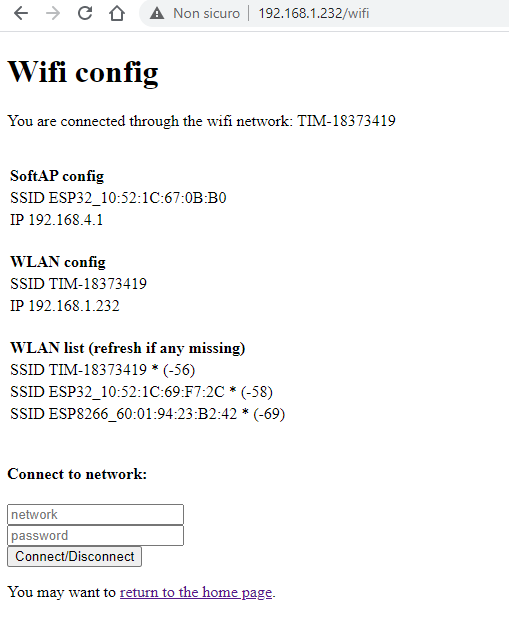 Non sicuro | 192.168.1.232/wifi
Wifi config
You are connected through the wifi network: TIM-18373419
SoftAP config
SSID ESP32_10:52:1C:67:0B:B0
IP 192.168.4.1
WLAN config
SSID TIM-18373419
IP 192.168.1.232
WLAN list (refresh if any missing)
SSID TIM-18373419 * (-56)
SSID ESP32_10:52:1C:69:F7:2C * (-58)
SSID ESP8266_60:01:94:23:B2:42 * (-69)
Connect to network:
network
password
Connect/Disconnect
You may want to return to the home page.